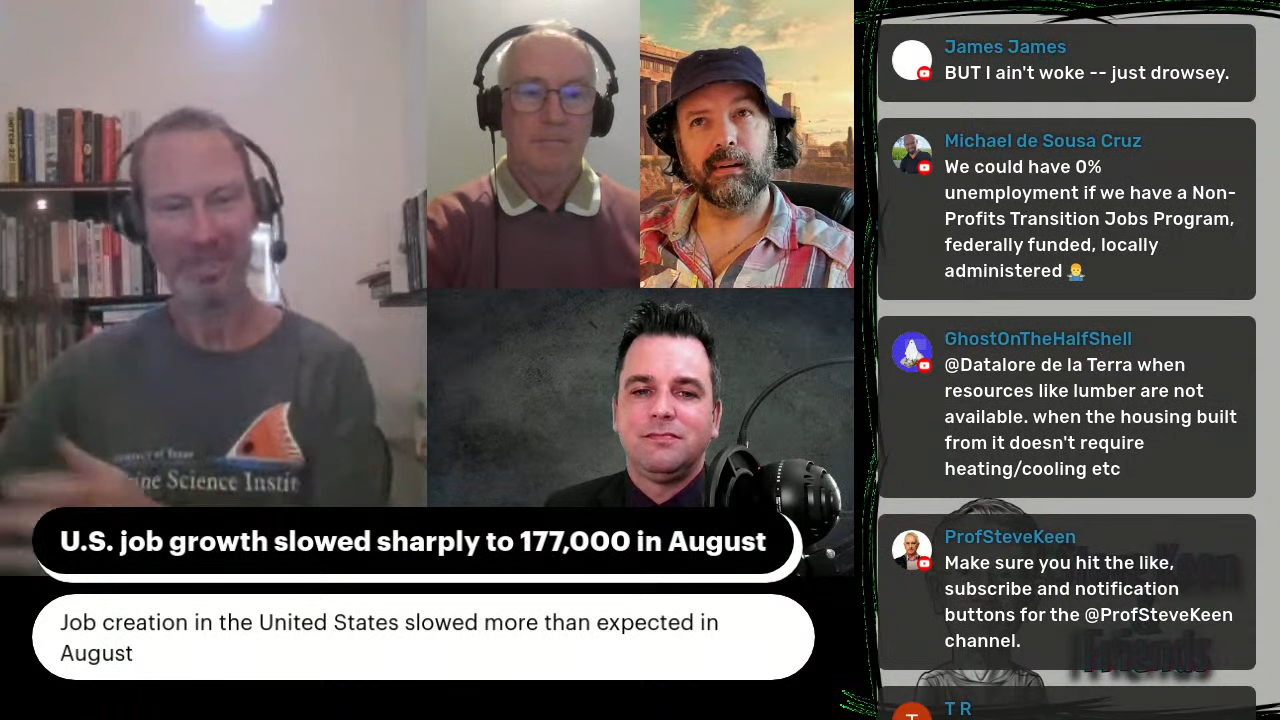 Science Instit
U.S. job growth slowed sharply to 177,000 in August
Job creation in the United States slowed more than expected in
August
James James
BUT I ain't woke -- just drowsey.
Michael de Sousa Cruz
We could have 0%
unemployment if we have a Non-
Profits Transition Jobs Program,
federally funded, locally
administered 🤷‍♂️
GhostOnTheHalfShell
@Datalore de la Terra when
resources like lumber are not
available. when the housing built
from it doesn't require
heating/cooling etc
ProfSteveKeen
Make sure you hit the like,
subscribe and notification
buttons for the @ProfSteveKeen
channel.
Friends
T R
T